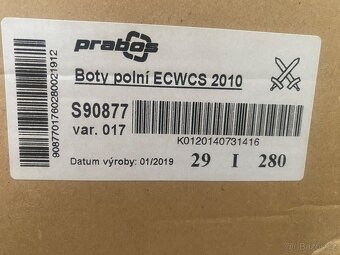 prabos
Boty polní ECWCS 2010
S90877
var. 017
K0120140731416
Datum výroby: 01/2019
29 I 280
9087701760280021912